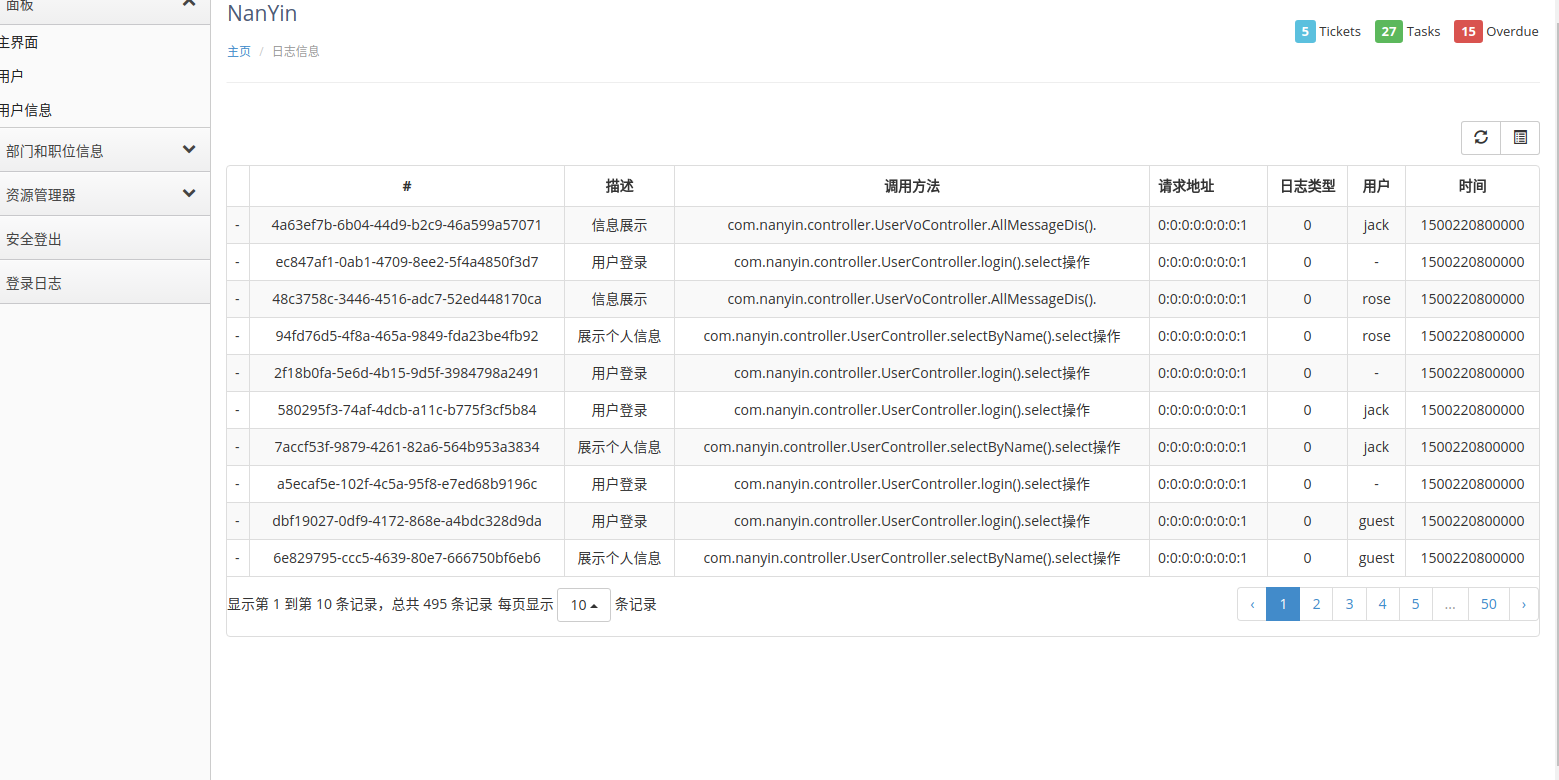 面板
主界面
用户
用户信息
部门和职位信息
资源管理器
安全登出
登录日志
NanYin
主页 / 日志信息
5 Tickets 27 Tasks 15 Overdue
# 描述 调用方法 请求地址 日志类型 用户 时间
- 4a63ef7b-6b04-44d9-b2c9-46a599a57071 信息展示 com.nanyin.controller.UserVoController.AllMessageDis(). 0:0:0:0:0:0:0:1 0 jack 1500220800000
- ec847af1-0ab1-4709-8ee2-5f4a4850f3d7 用户登录 com.nanyin.controller.UserController.login().select操作 0:0:0:0:0:0:0:1 0 - 1500220800000
- 48c3758c-3446-4516-adc7-52ed448170ca 信息展示 com.nanyin.controller.UserVoController.AllMessageDis(). 0:0:0:0:0:0:0:1 0 rose 1500220800000
- 94fd76d5-4f8a-465a-9849-fda23be4fb92 展示个人信息 com.nanyin.controller.UserController.selectByName().select操作 0:0:0:0:0:0:0:1 0 rose 1500220800000
- 2f18b0fa-5e6d-4b15-9d5f-3984798a2491 用户登录 com.nanyin.controller.UserController.login().select操作 0:0:0:0:0:0:0:1 0 - 1500220800000
- 580295f3-74af-4dcb-a11c-b775f3cf5b84 用户登录 com.nanyin.controller.UserController.login().select操作 0:0:0:0:0:0:0:1 0 jack 1500220800000
- 7accf53f-9879-4261-82a6-564b953a3834 展示个人信息 com.nanyin.controller.UserController.selectByName().select操作 0:0:0:0:0:0:0:1 0 jack 1500220800000
- a5ecaf5e-102f-4c5a-95f8-e7ed68b9196c 用户登录 com.nanyin.controller.UserController.login().select操作 0:0:0:0:0:0:0:1 0 - 1500220800000
- dbf19027-0df9-4172-868e-a4bdc328d9da 用户登录 com.nanyin.controller.UserController.login().select操作 0:0:0:0:0:0:0:1 0 guest 1500220800000
- 6e829795-ccc5-4639-80e7-666750bf6eb6 展示个人信息 com.nanyin.controller.UserController.selectByName().select操作 0:0:0:0:0:0:0:1 0 guest 1500220800000
显示第 1 到第 10 条记录，总共 495 条记录 每页显示 10 条记录 ‹ 1 2 3 4 5 ... 50 ›